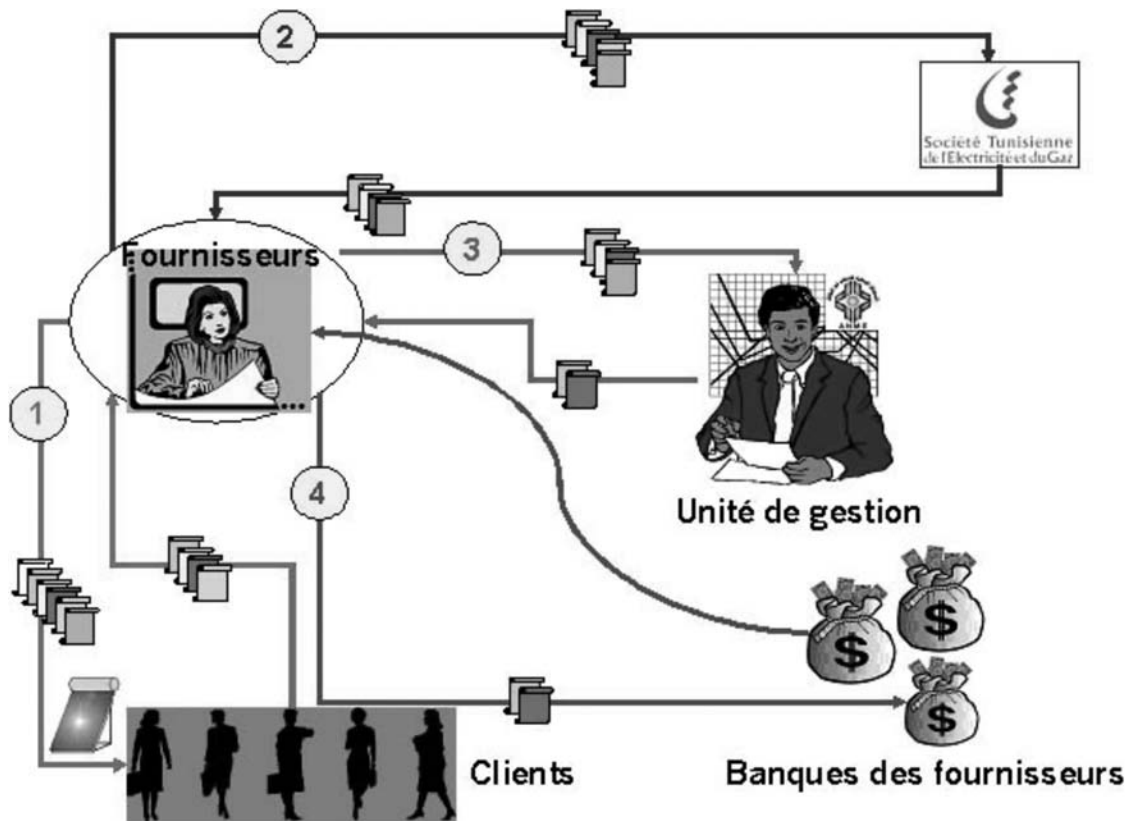 2
Société Tunisienne
de l'Electricité et du Gaz
Fournisseurs
3
ANME
1
4
Unité de gestion
$
$
$
Clients
Banques des fournisseurs